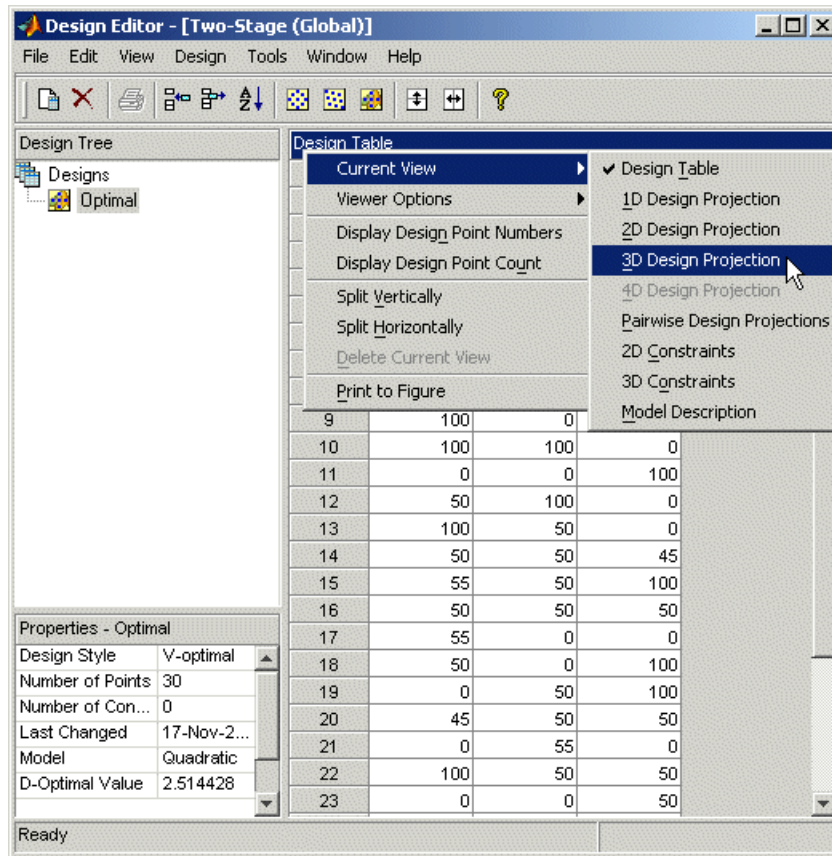 Design Editor - [Two-Stage (Global)]
File Edit View Design Tools Window Help
Design Tree
Designs
Optimal
Design Table
Current View
Viewer Options
Display Design Point Numbers
Display Design Point Count
Split Vertically
Split Horizontally
Delete Current View
Print to Figure
Design Table
1D Design Projection
2D Design Projection
3D Design Projection
4D Design Projection
Pairwise Design Projections
2D Constraints
3D Constraints
Model Description
9 100 0
10 100 100 0
11 0 0 100
12 50 100 0
13 100 50 0
14 50 50 45
15 55 50 100
16 50 50 50
17 55 0 0
18 50 0 100
19 0 50 100
20 45 50 50
21 0 55 0
22 100 50 50
23 0 0 50
Properties - Optimal
Design Style V-optimal
Number of Points 30
Number of Con... 0
Last Changed 17-Nov-2...
Model Quadratic
D-Optimal Value 2.514428
Ready